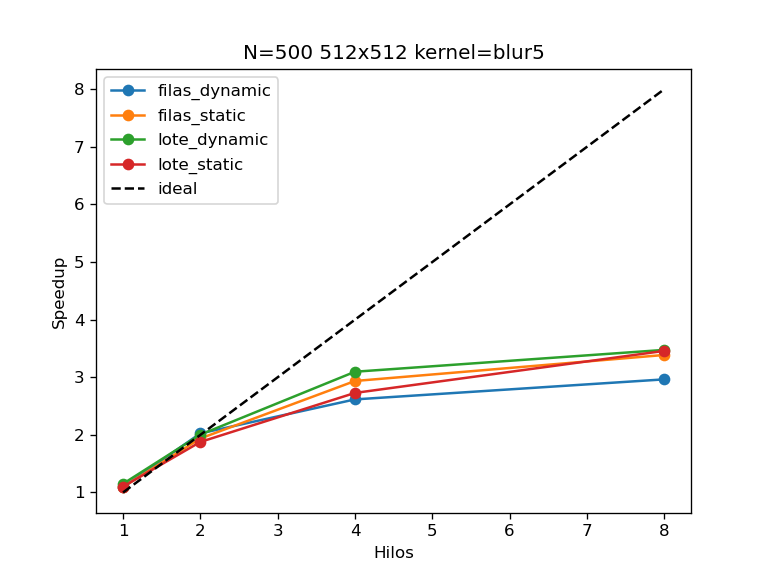 N=500 512x512 kernel=blur5
filas_dynamic
filas_static
lote_dynamic
lote_static
ideal
Speedup
8
7
6
5
4
3
2
1
1 2 3 4 5 6 7 8
Hilos